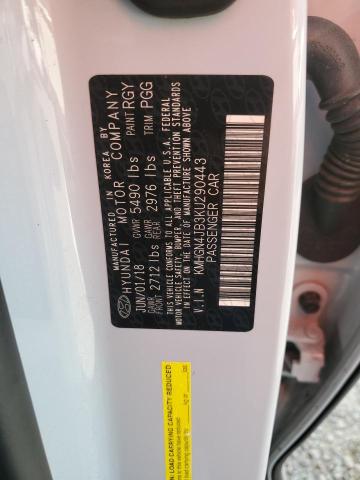 MANUFACTURED BY
IN KOREA BY
HYUNDAI MOTOR COMPANY
JUN/01/18 GVWR 5490 lbs PAINT RGY
GAWR FRONT 2712 lbs GAWR REAR 2976 lbs TRIM PGG
THIS VEHICLE CONFORMS TO ALL APPLICABLE U.S.A. FEDERAL
MOTOR VEHICLE SAFETY, BUMPER AND THEFT PREVENTION STANDARDS
IN EFFECT ON THE DATE OF MANUFACTURE SHOWN ABOVE
V.I.N KMHGN4JB3KU290443
PASSENGER CAR
LOAD CARRYING CAPACITY REDUCED